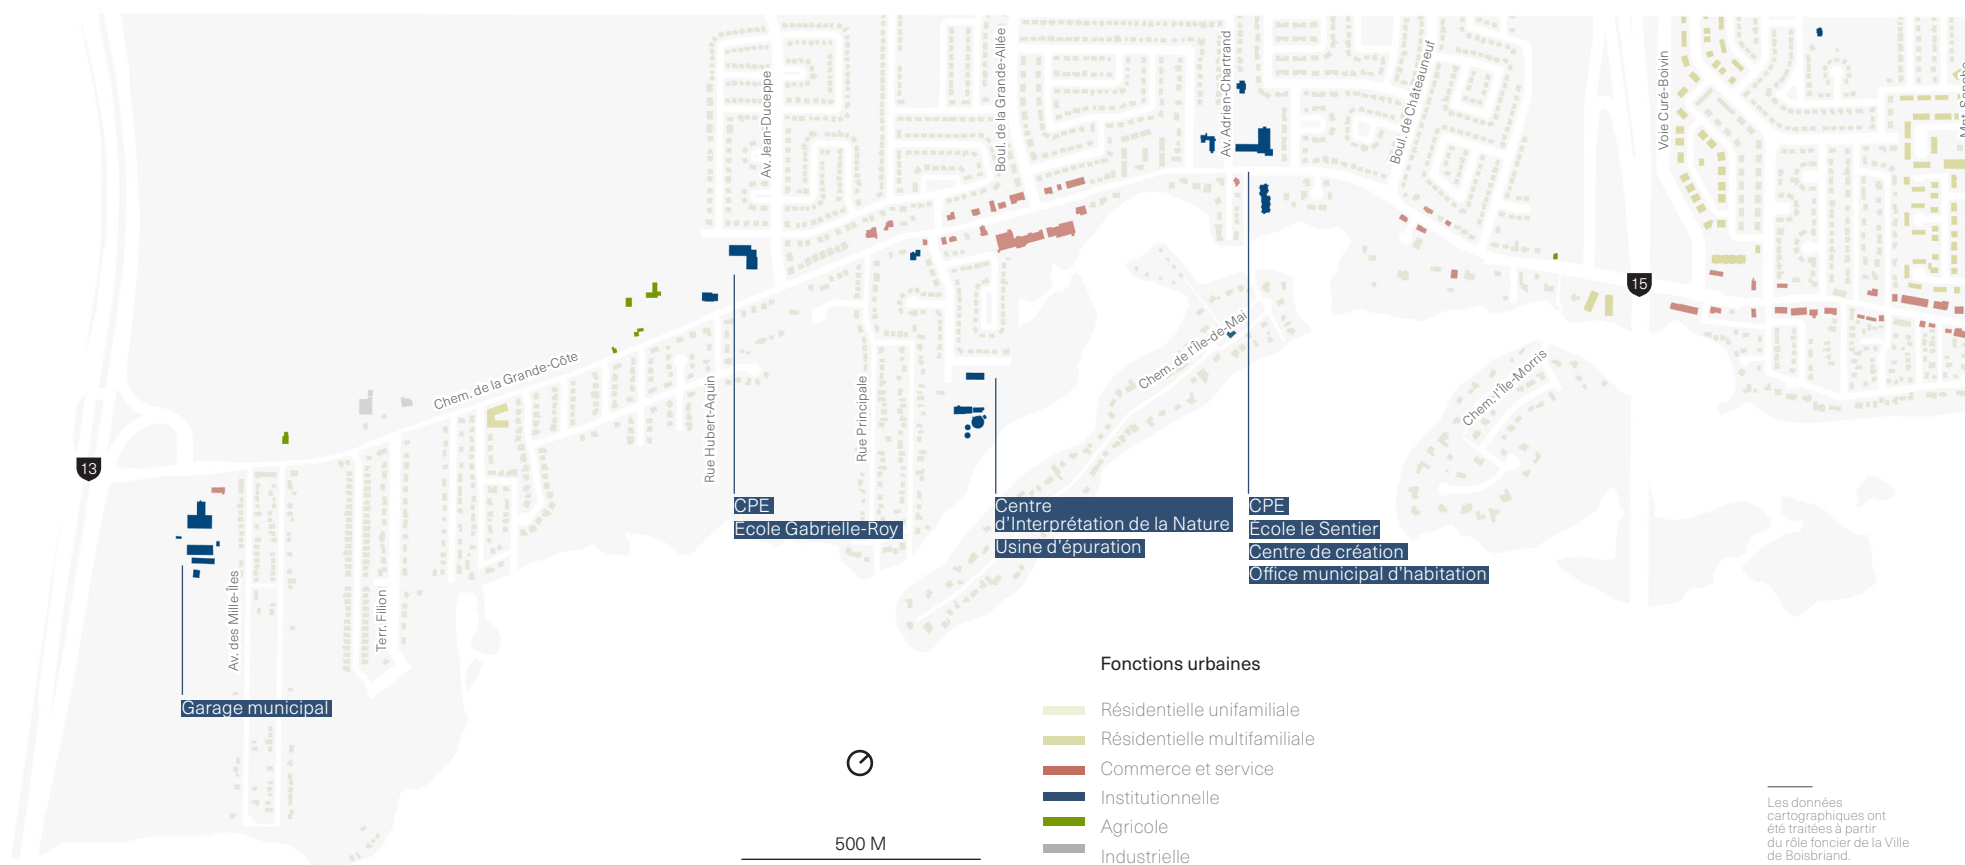 Av. Jean-Duceppe
Boul. de la Grande-Allée
Av. Adrien-Chartrand
Boul. de Châteauneuf
Voie Curé-Boivin
15
Chem. de la Grande-Côte
Chem. de l'Île-de-Mai
Chem. l'Île-Morris
Rue Hubert-Aquin
Rue Principale
13
Av. des Mille-Îles
Terr. Filion
CPE
École Gabrielle-Roy
Centre
d'Interprétation de la Nature
Usine d'épuration
CPE
École le Sentier
Centre de création
Office municipal d'habitation
Garage municipal
Fonctions urbaines
Résidentielle unifamiliale
Résidentielle multifamiliale
Commerce et service
Institutionnelle
Agricole
Industrielle
500 M
Les données
cartographiques ont
été traitées à partir
du rôle foncier de la Ville
de Boisbriand.